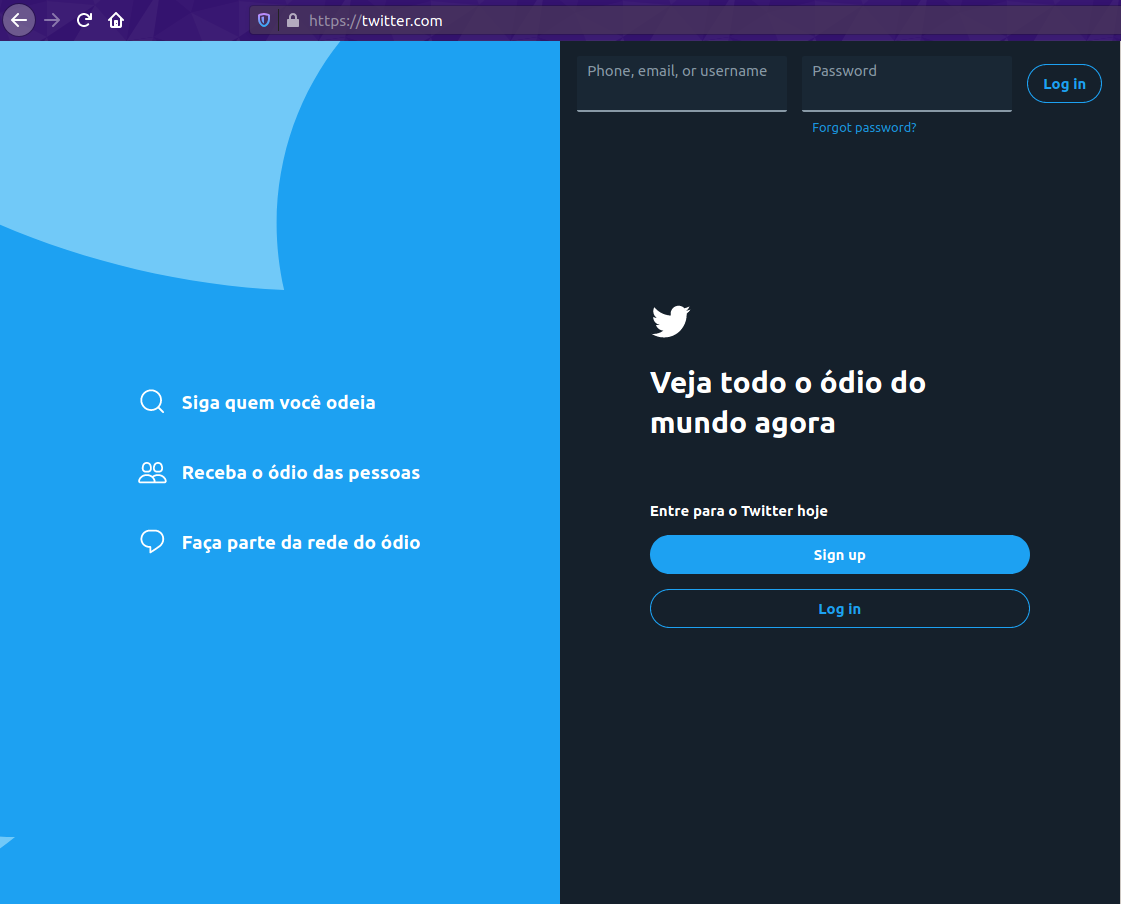 https://twitter.com
Phone, email, or username
Password
Log in
Forgot password?
Siga quem você odeia
Receba o ódio das pessoas
Faça parte da rede do ódio
Veja todo o ódio do
mundo agora
Entre para o Twitter hoje
Sign up
Log in